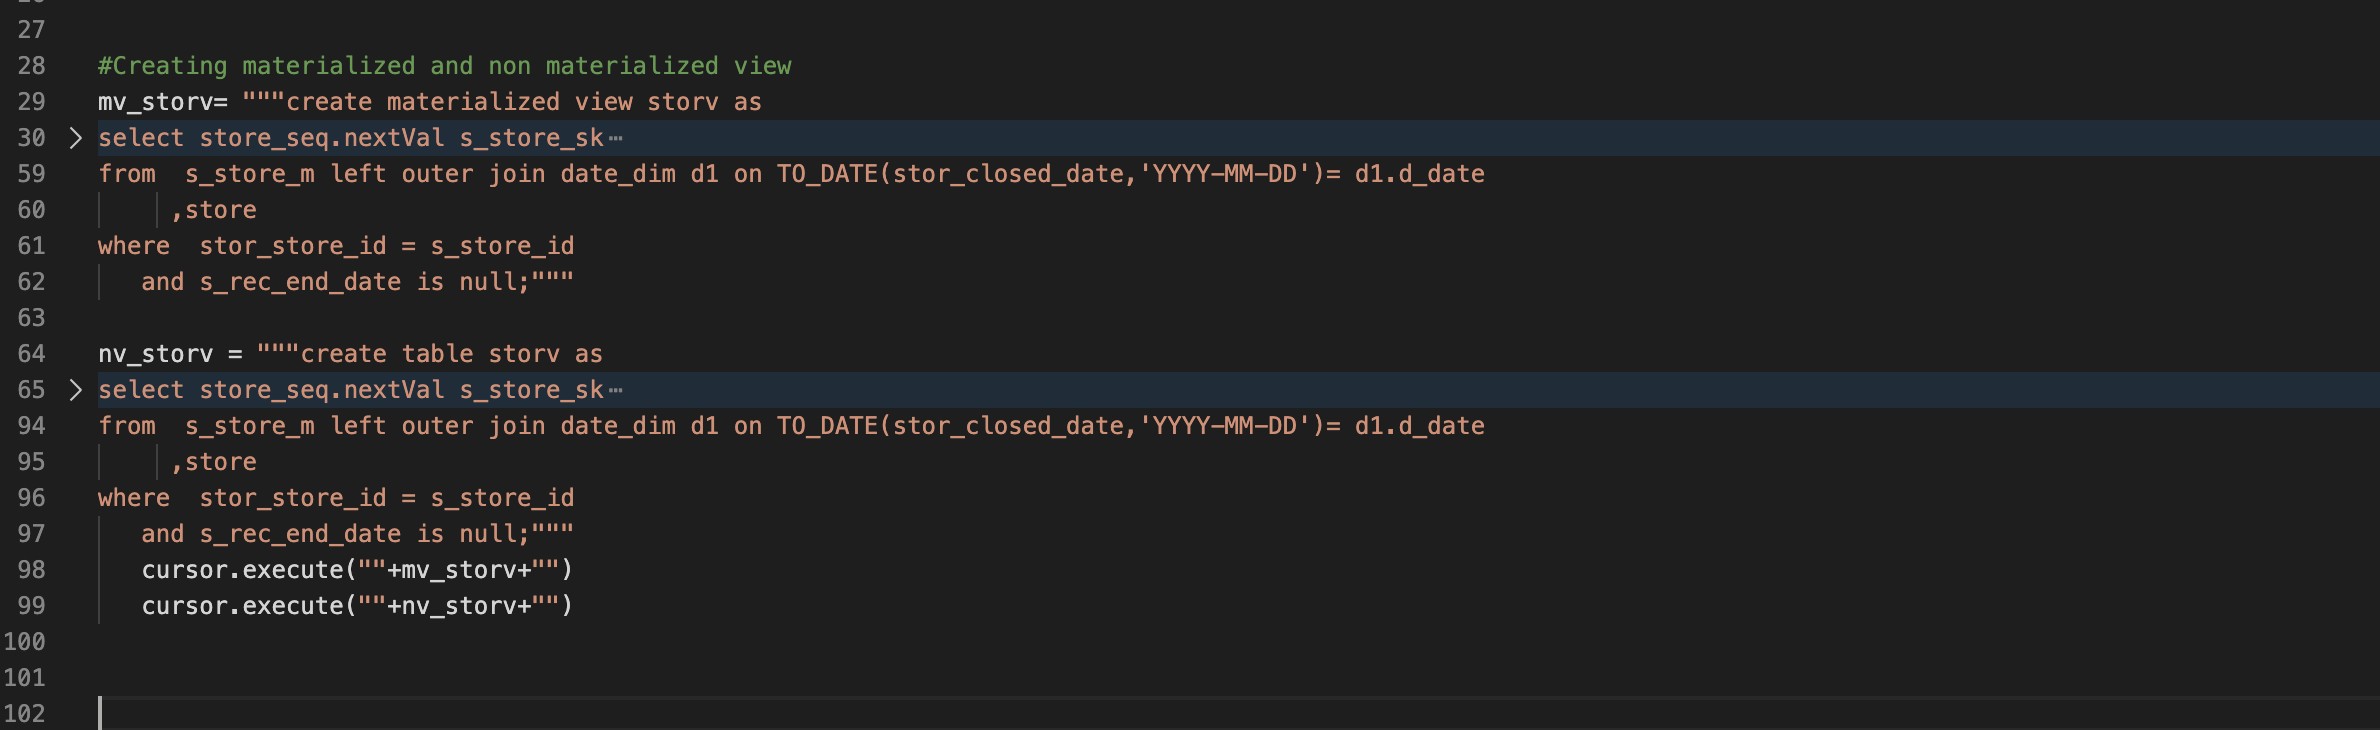 27
28 #Creating materialized and non materialized view
29 mv_storv= """create materialized view storv as
30 > select store_seq.nextVal s_store_sk⋯
59 from  s_store_m left outer join date_dim d1 on TO_DATE(stor_closed_date,'YYYY-MM-DD')= d1.d_date
60      ,store
61 where  stor_store_id = s_store_id
62    and s_rec_end_date is null;"""
63
64 nv_storv = """create table storv as
65 > select store_seq.nextVal s_store_sk⋯
94 from  s_store_m left outer join date_dim d1 on TO_DATE(stor_closed_date,'YYYY-MM-DD')= d1.d_date
95      ,store
96 where  stor_store_id = s_store_id
97    and s_rec_end_date is null;"""
98    cursor.execute(""+mv_storv+"")
99    cursor.execute(""+nv_storv+"")
100
101
102